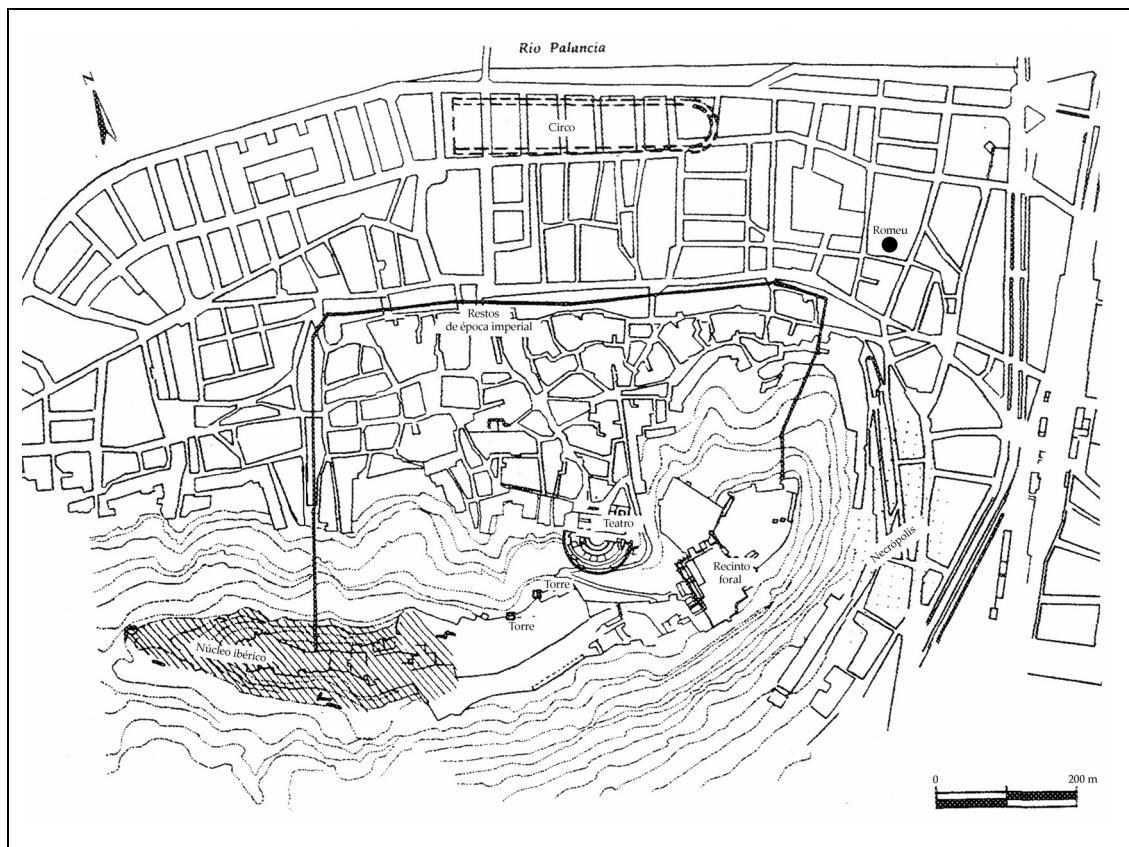 Rio Palancia
N
Circo
Romeu
Restos
de época imperial
Teatro
Necrópolis
Recinto
foral
Torre
Torre
Núcleo ibérico
0 200 m